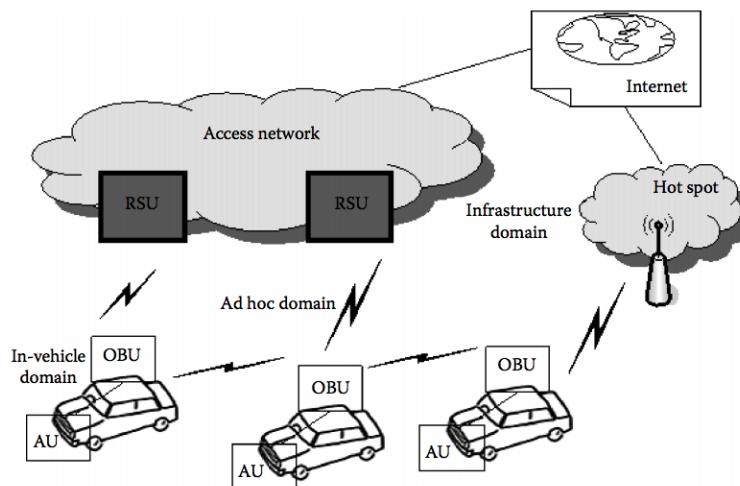 Internet
Access network
Hot spot
RSU
RSU
Infrastructure
domain
Ad hoc domain
In-vehicle
domain
OBU
OBU
OBU
AU
AU
AU